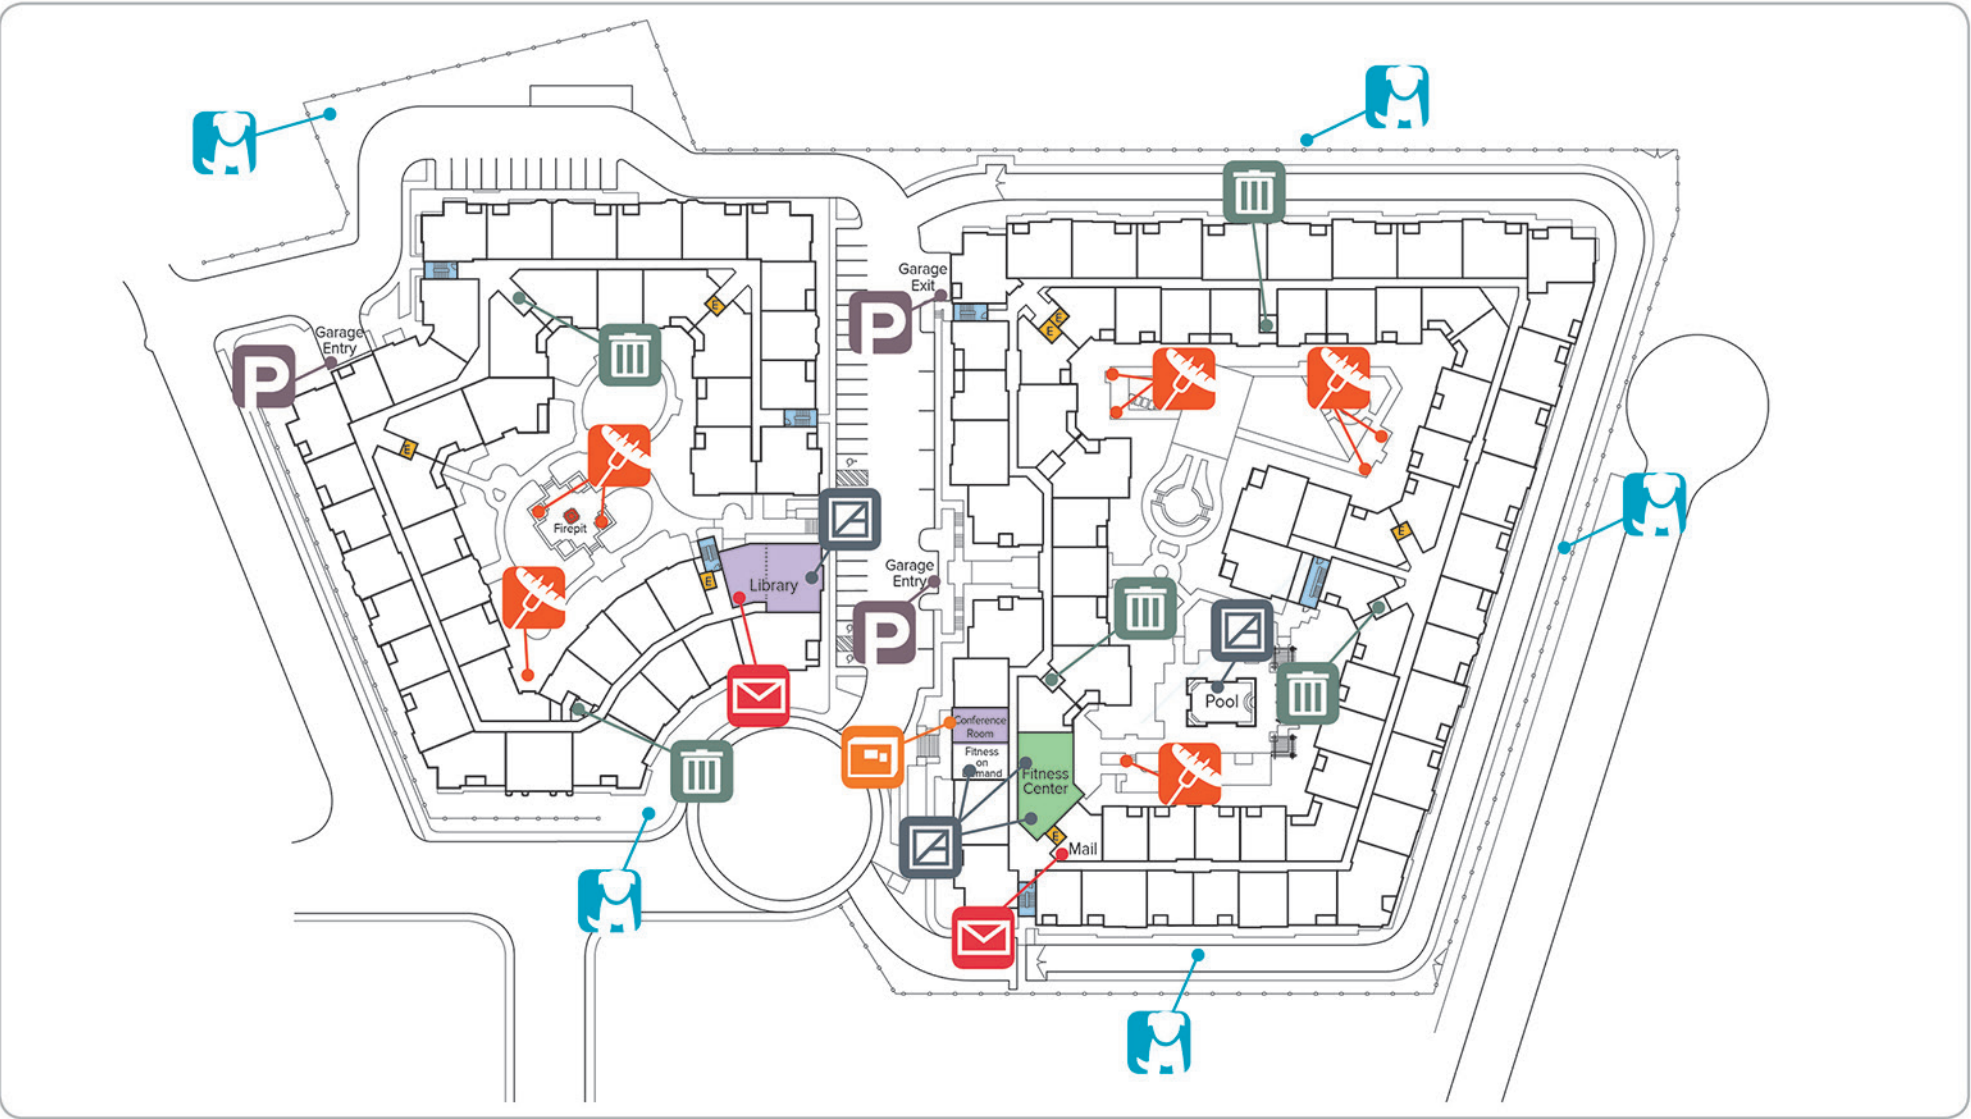 Garage
Exit
P
Garage
Entry
P
E
E
E
E
E
Firepit
Library
E
Garage
Entry
P
Pool
Conference
Room
Fitness
on
Demand
Fitness
Center
E
Mail